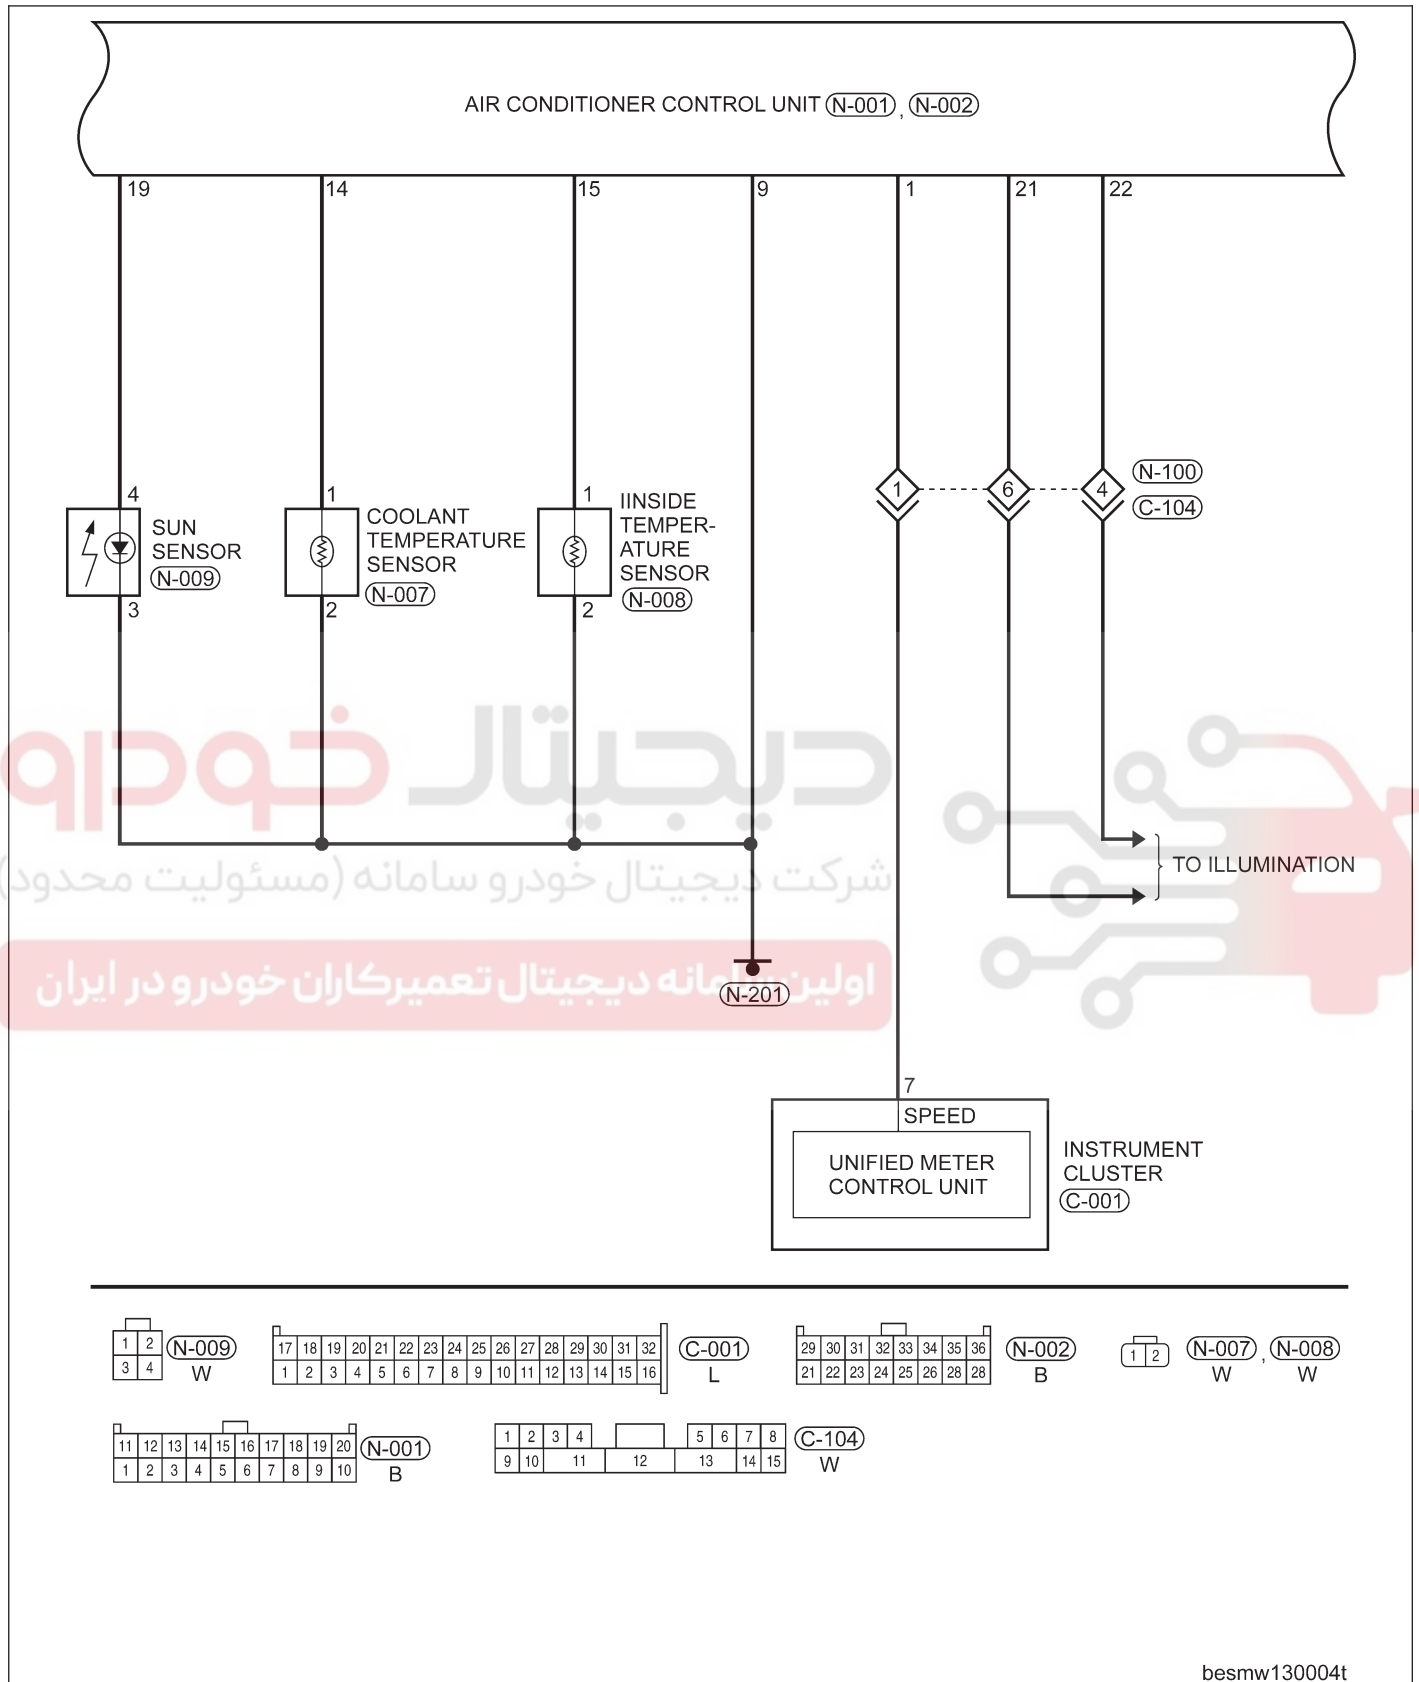 AIR CONDITIONER CONTROL UNIT N-001 , N-002
19 14 15 9 1 21 22
1 6 4
N-100
C-104
4
SUN
SENSOR
N-009
3
1
COOLANT
TEMPERATURE
SENSOR
N-007
2
1
IINSIDE
TEMPER-
ATURE
SENSOR
N-008
2
دیجیتال خودرو
شرکت دیجیتال خودرو سامانه (مسئولیت محدود)
اولین سامانه دیجیتال تعمیرکاران خودرو در ایران
TO ILLUMINATION
N-201
7
SPEED
UNIFIED METER
CONTROL UNIT
INSTRUMENT
CLUSTER
C-001
1 2
3 4
N-009
W
17 18 19 20 21 22 23 24 25 26 27 28 29 30 31 32
1 2 3 4 5 6 7 8 9 10 11 12 13 14 15 16
C-001
L
29 30 31 32 33 34 35 36
21 22 23 24 25 26 28 28
N-002
B
1 2
N-007 , N-008
W W
11 12 13 14 15 16 17 18 19 20
1 2 3 4 5 6 7 8 9 10
N-001
B
1 2 3 4 5 6 7 8
9 10 11 12 13 14 15
C-104
W
besmw130004t